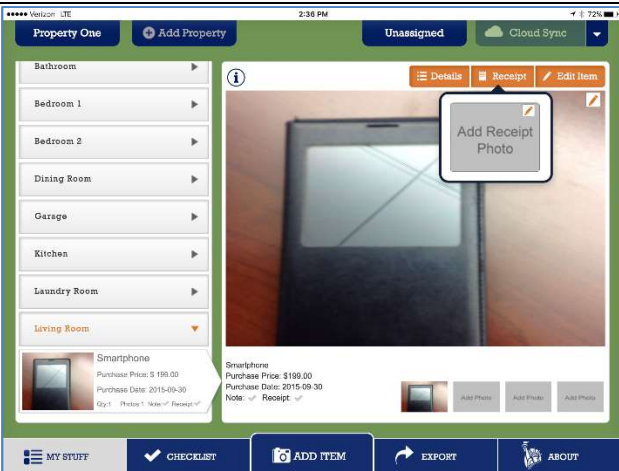 Verizon LTE
2:36 PM
72%
Property One
Add Property
Unassigned
Cloud Sync
Bathroom
Bedroom 1
Bedroom 2
Dining Room
Garage
Kitchen
Laundry Room
Living Room
Smartphone
Purchase Price: $ 199.00
Purchase Date: 2015-09-30
Qty:1 Photos:1 Note: Receipt:
i
Details
Receipt
Edit Item
Add Receipt
Photo
Smartphone
Purchase Price: $199.00
Purchase Date: 2015-09-30
Note: Receipt:
Add Photo
Add Photo
Add Photo
MY STUFF
CHECKLIST
ADD ITEM
EXPORT
ABOUT